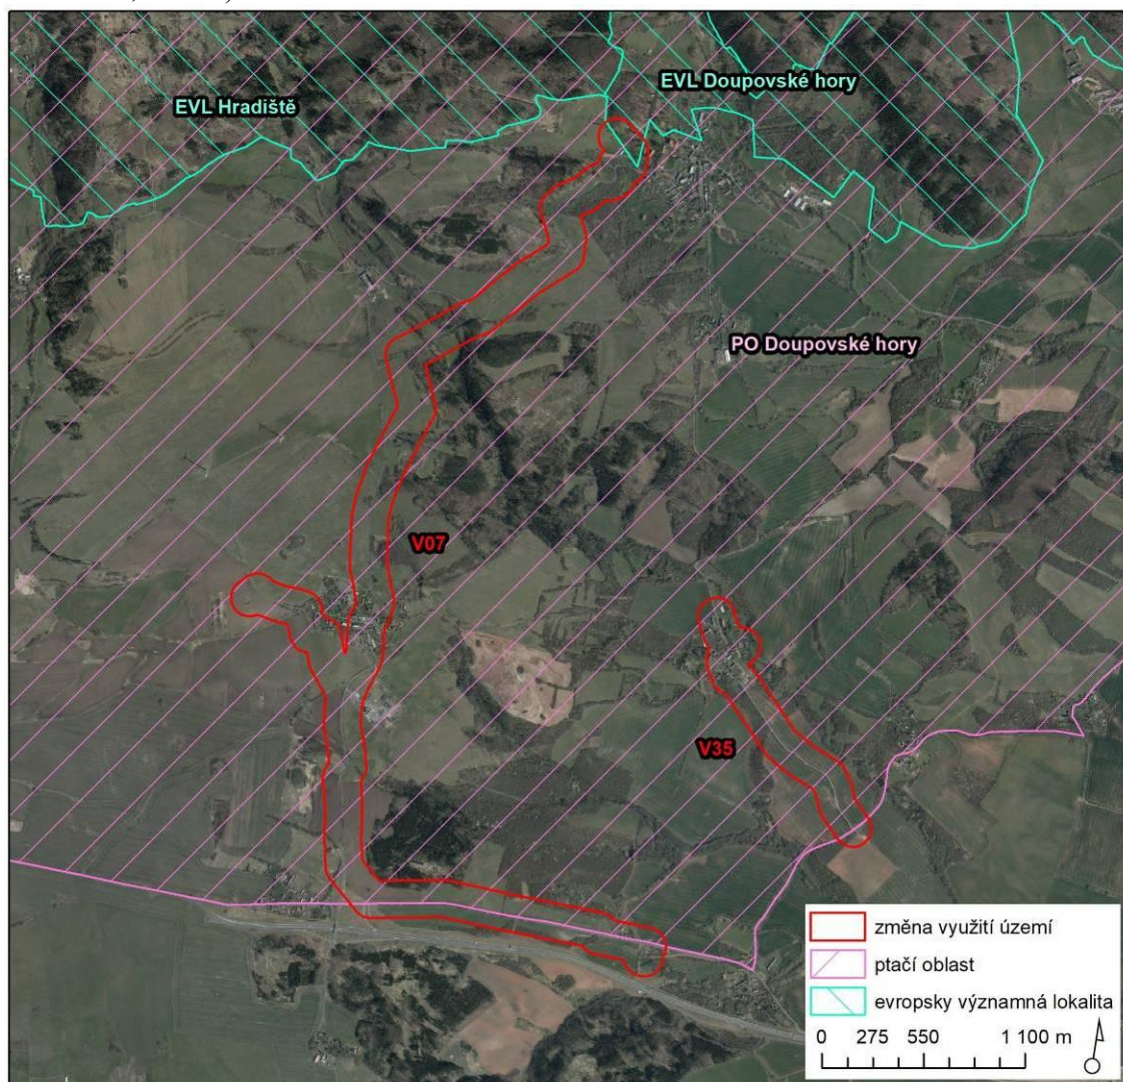 EVL Hradiště
EVL Doupovské hory
PO Doupovské hory
V07
V35
změna využití území
ptačí oblast
evropsky významná lokalita
0 275 550 1 100 m